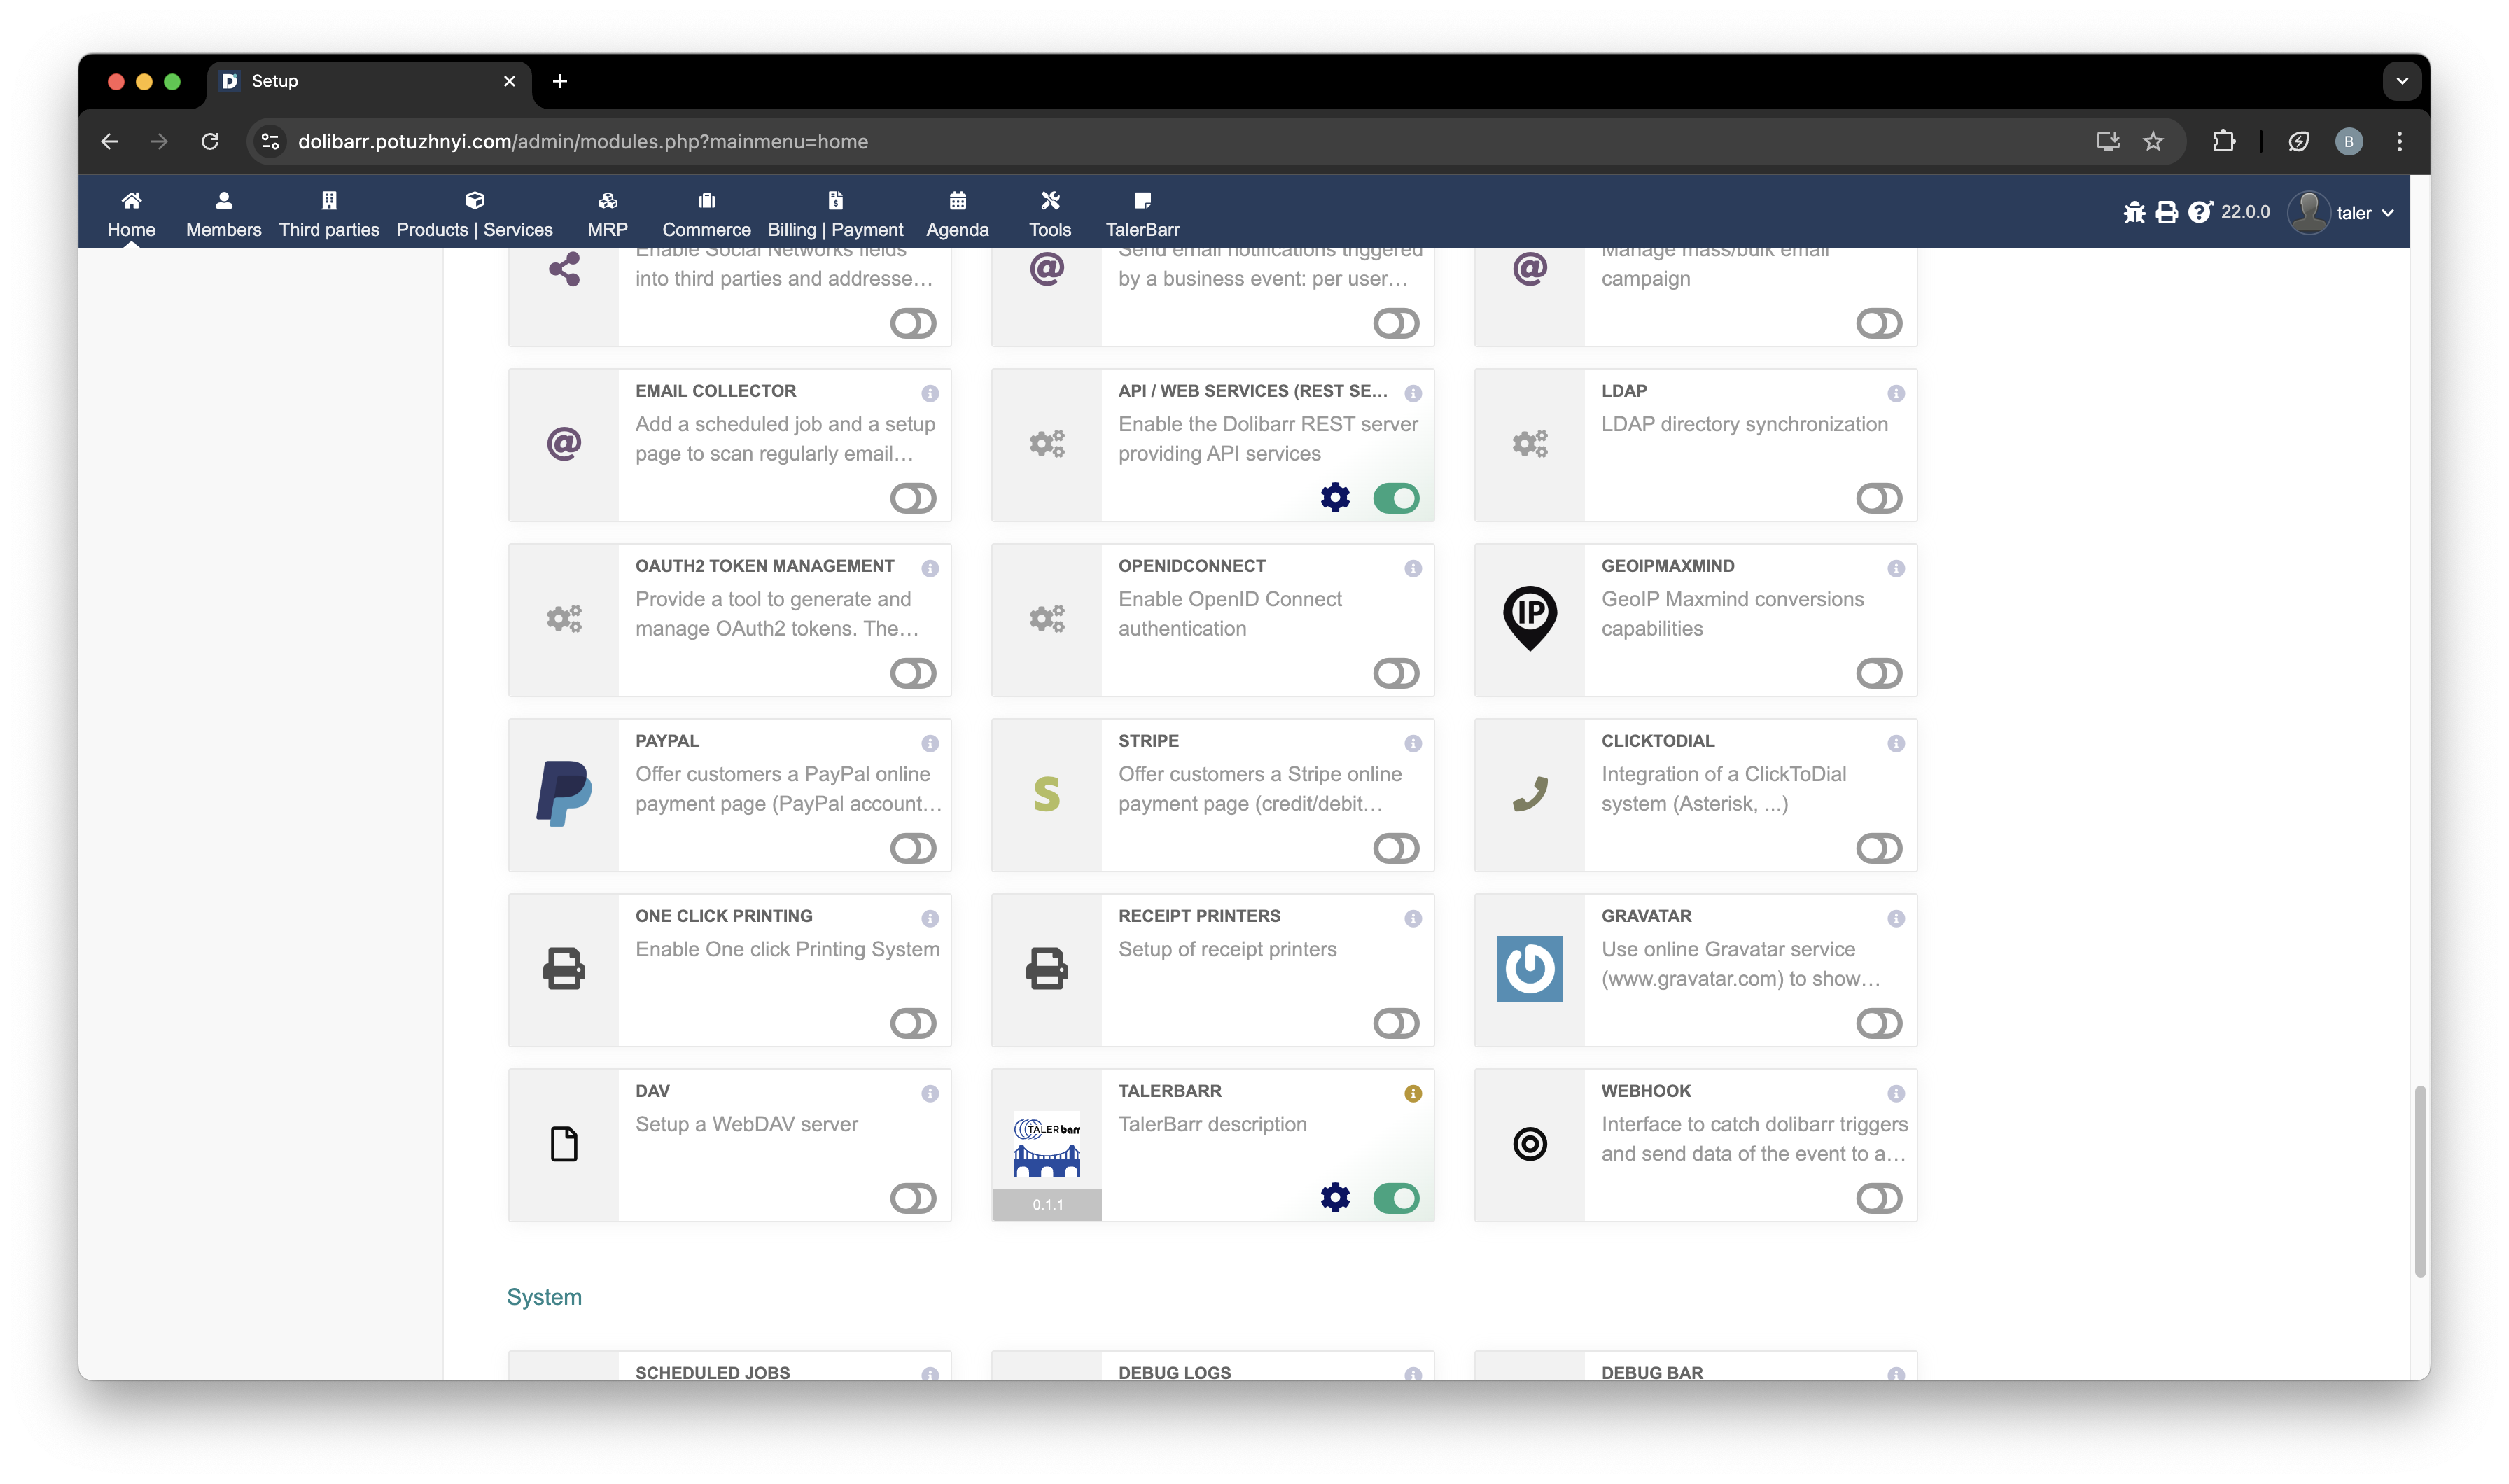 Setup
dolibarr.potuzhnyi.com/admin/modules.php?mainmenu=home
B
Home
Members
Third parties
Products | Services
MRP
Commerce
Billing | Payment
Agenda
Tools
TalerBarr
22.0.0
taler
Enable Social Networks fields
into third parties and addresse...
Send email notifications triggered
by a business event: per user...
Manage mass/bulk email
campaign
EMAIL COLLECTOR
Add a scheduled job and a setup
page to scan regularly email...
API / WEB SERVICES (REST SE...
Enable the Dolibarr REST server
providing API services
LDAP
LDAP directory synchronization
OAUTH2 TOKEN MANAGEMENT
Provide a tool to generate and
manage OAuth2 tokens. The...
OPENIDCONNECT
Enable OpenID Connect
authentication
IP
GEOIPMAXMIND
GeoIP Maxmind conversions
capabilities
PAYPAL
Offer customers a PayPal online
payment page (PayPal account...
S
STRIPE
Offer customers a Stripe online
payment page (credit/debit...
CLICKTODIAL
Integration of a ClickToDial
system (Asterisk, ...)
ONE CLICK PRINTING
Enable One click Printing System
RECEIPT PRINTERS
Setup of receipt printers
GRAVATAR
Use online Gravatar service
(www.gravatar.com) to show...
DAV
Setup a WebDAV server
TALER barr
0.1.1
TALERBARR
TalerBarr description
WEBHOOK
Interface to catch dolibarr triggers
and send data of the event to a...
System
SCHEDULED JOBS
DEBUG LOGS
DEBUG BAR